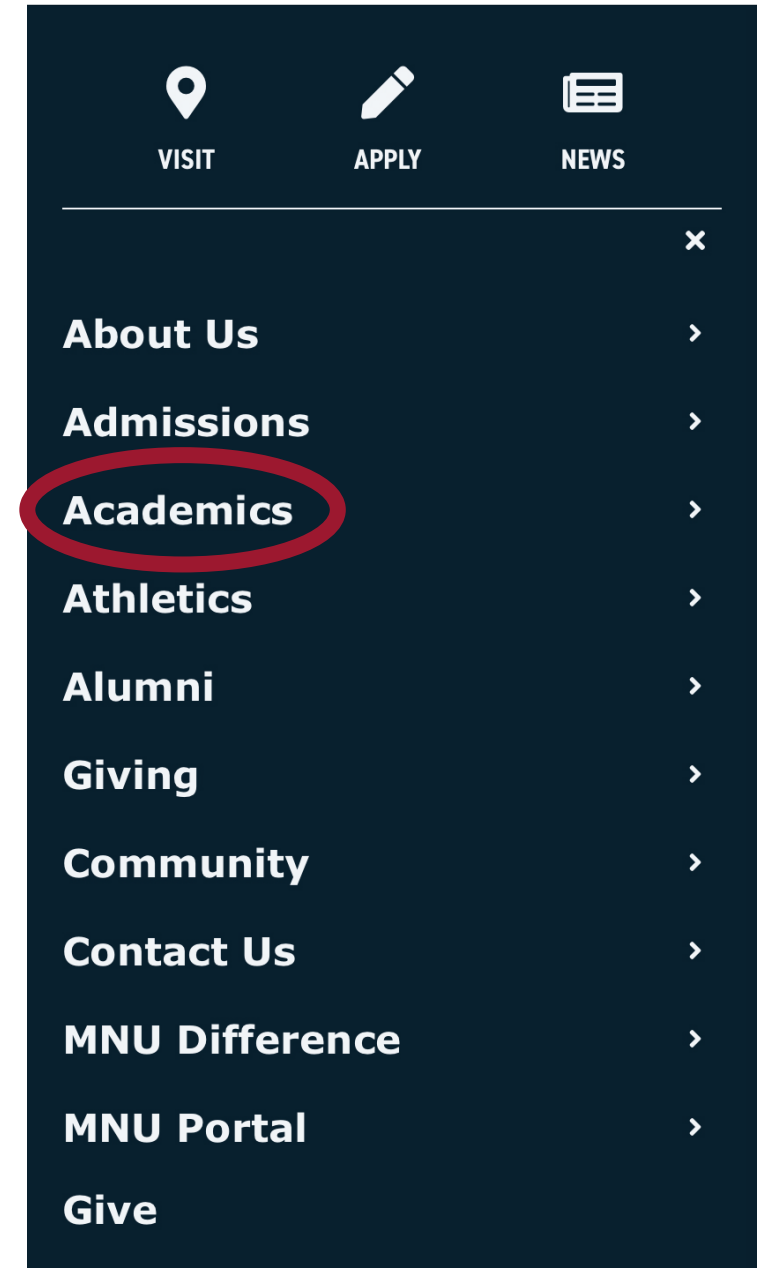 VISIT APPLY NEWS
About Us
Admissions
Academics
Athletics
Alumni
Giving
Community
Contact Us
MNU Difference
MNU Portal
Give